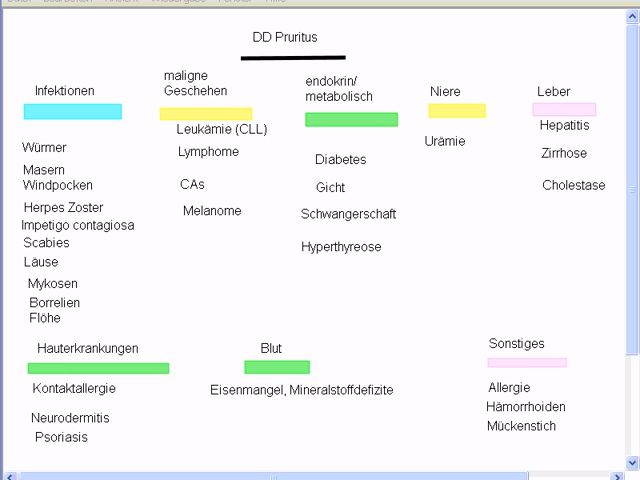 DD Pruritus
Infektionen
Würmer
Masern
Windpocken
Herpes Zoster
Impetigo contagiosa
Scabies
Läuse
Mykosen
Borrelien
Flöhe
maligne
Geschehen
Leukämie (CLL)
Lymphome
CAs
Melanome
endokrin/
metabolisch
Diabetes
Gicht
Schwangerschaft
Hyperthyreose
Niere
Urämie
Leber
Hepatitis
Zirrhose
Cholestase
Hauterkrankungen
Kontaktallergie
Neurodermitis
Psoriasis
Blut
Eisenmangel, Mineralstoffdefizite
Sonstiges
Allergie
Hämorrhoiden
Mückenstich